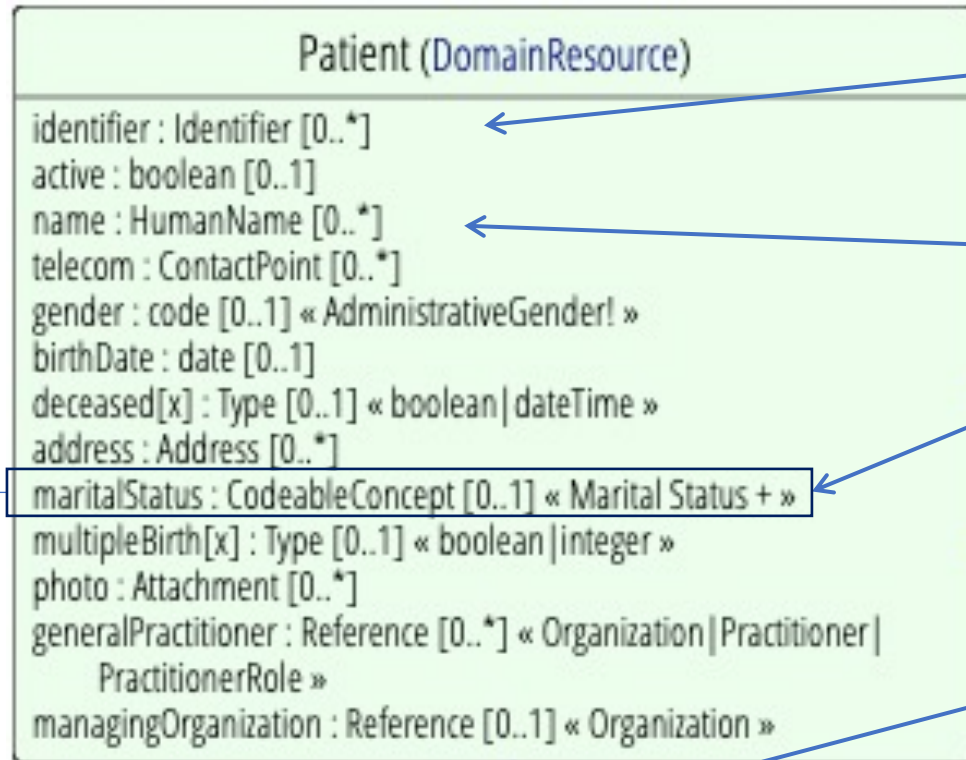 Patient (DomainResource)
identifier : Identifier [0..*]
active : boolean [0..1]
name : HumanName [0..*]
telecom : ContactPoint [0..*]
gender : code [0..1] « AdministrativeGender! »
birthDate : date [0..1]
deceased[x] : Type [0..1] « boolean|dateTime »
address : Address [0..*]
maritalStatus : CodeableConcept [0..1] « Marital Status + »
multipleBirth[x] : Type [0..1] « boolean|integer »
photo : Attachment [0..*]
generalPractitioner : Reference [0..*] « Organization|Practitioner|
PractitionerRole »
managingOrganization : Reference [0..1] « Organization »